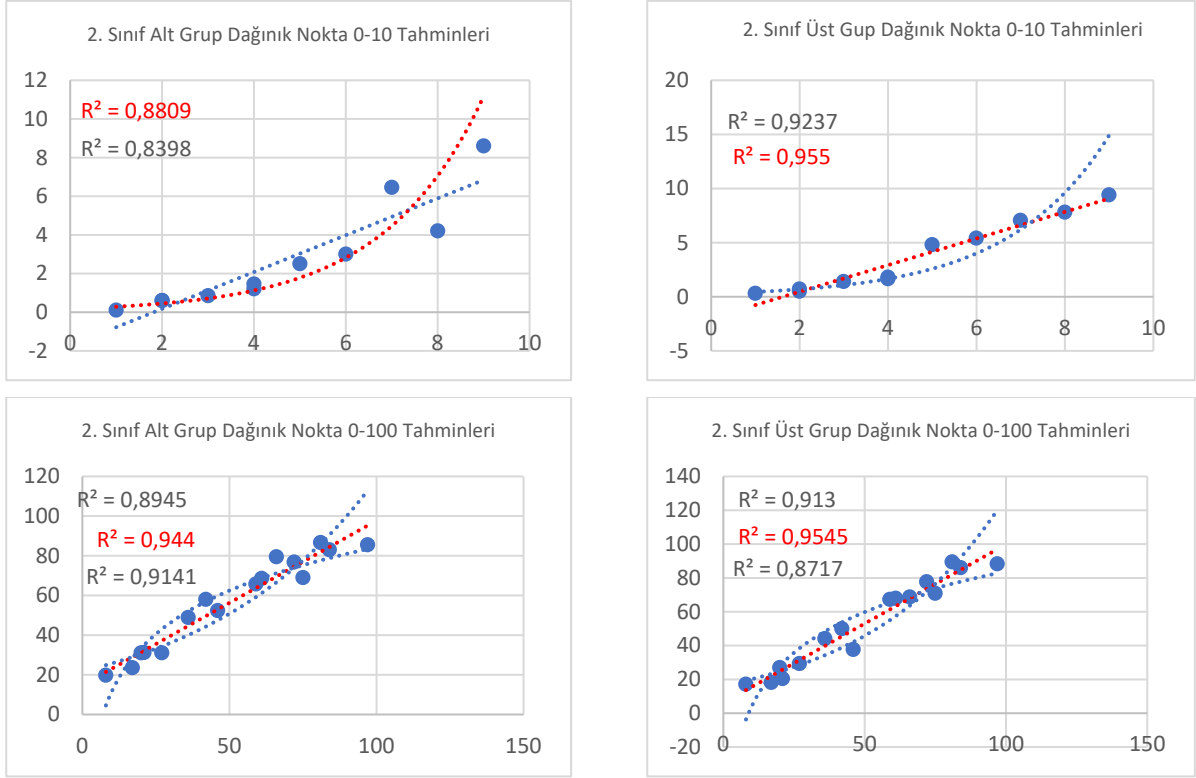 2. Sınıf Alt Grup Dağınık Nokta 0-10 Tahminleri
12
10
8
6
4
2
0
-2
R² = 0,8809
R² = 0,8398
0 2 4 6 8 10
2. Sınıf Üst Gup Dağınık Nokta 0-10 Tahminleri
20
15
10
5
0
-5
R² = 0,9237
R² = 0,955
0 2 4 6 8 10
2. Sınıf Alt Grup Dağınık Nokta 0-100 Tahminleri
120
100
80
60
40
20
0
R² = 0,8945
R² = 0,944
R² = 0,9141
0 50 100 150
2. Sınıf Üst Grup Dağınık Nokta 0-100 Tahminleri
140
120
100
80
60
40
20
0
-20
R² = 0,913
R² = 0,9545
R² = 0,8717
0 50 100 150